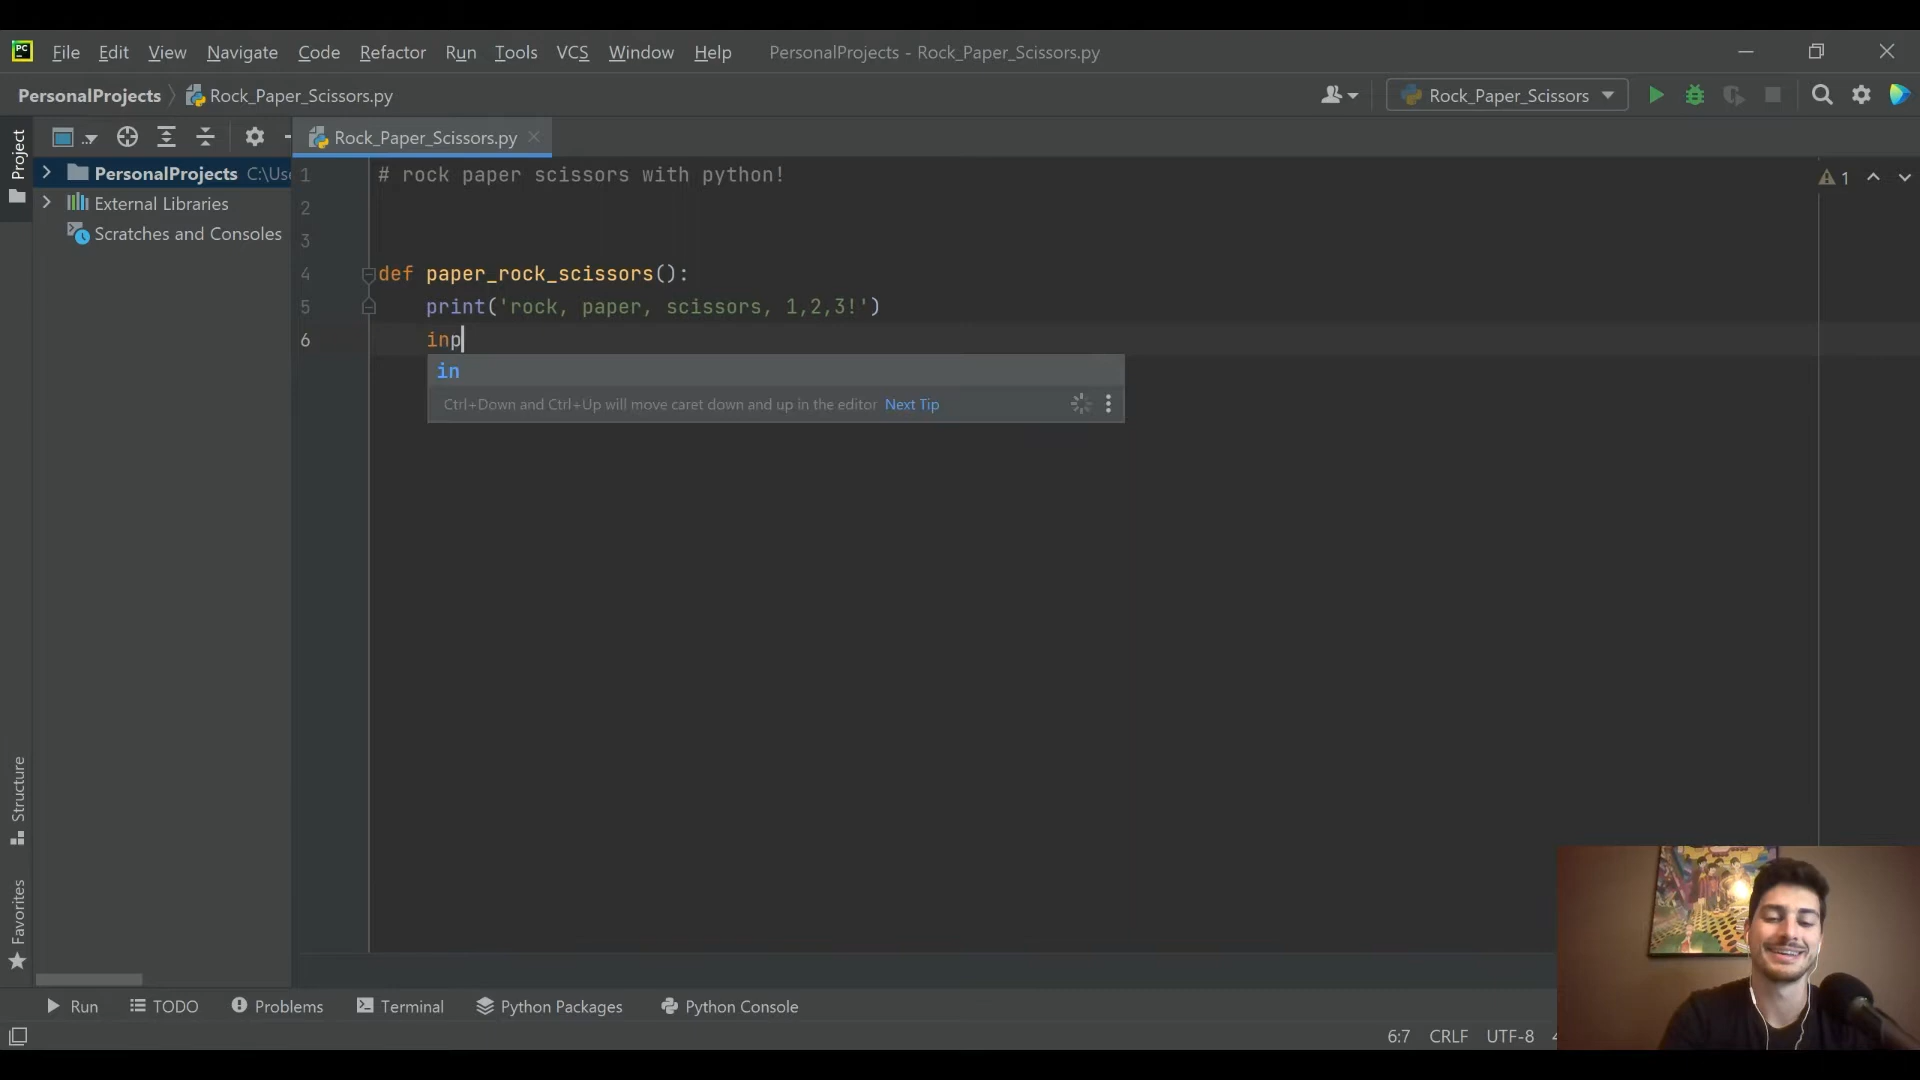 PC File Edit View Navigate Code Refactor Run Tools VCS Window Help PersonalProjects - Rock_Paper_Scissors.py
PersonalProjects Rock_Paper_Scissors.py Rock_Paper_Scissors
Project
Rock_Paper_Scissors.py
PersonalProjects C:\Use
External Libraries
Scratches and Consoles
1 # rock paper scissors with python!
2
3
4 def paper_rock_scissors():
5 print('rock, paper, scissors, 1,2,3!')
6 inp
in
Ctrl+Down and Ctrl+Up will move caret down and up in the editor Next Tip
1
Structure
Favorites
Run TODO Problems Terminal Python Packages Python Console
6:7 CRLF UTF-8 4